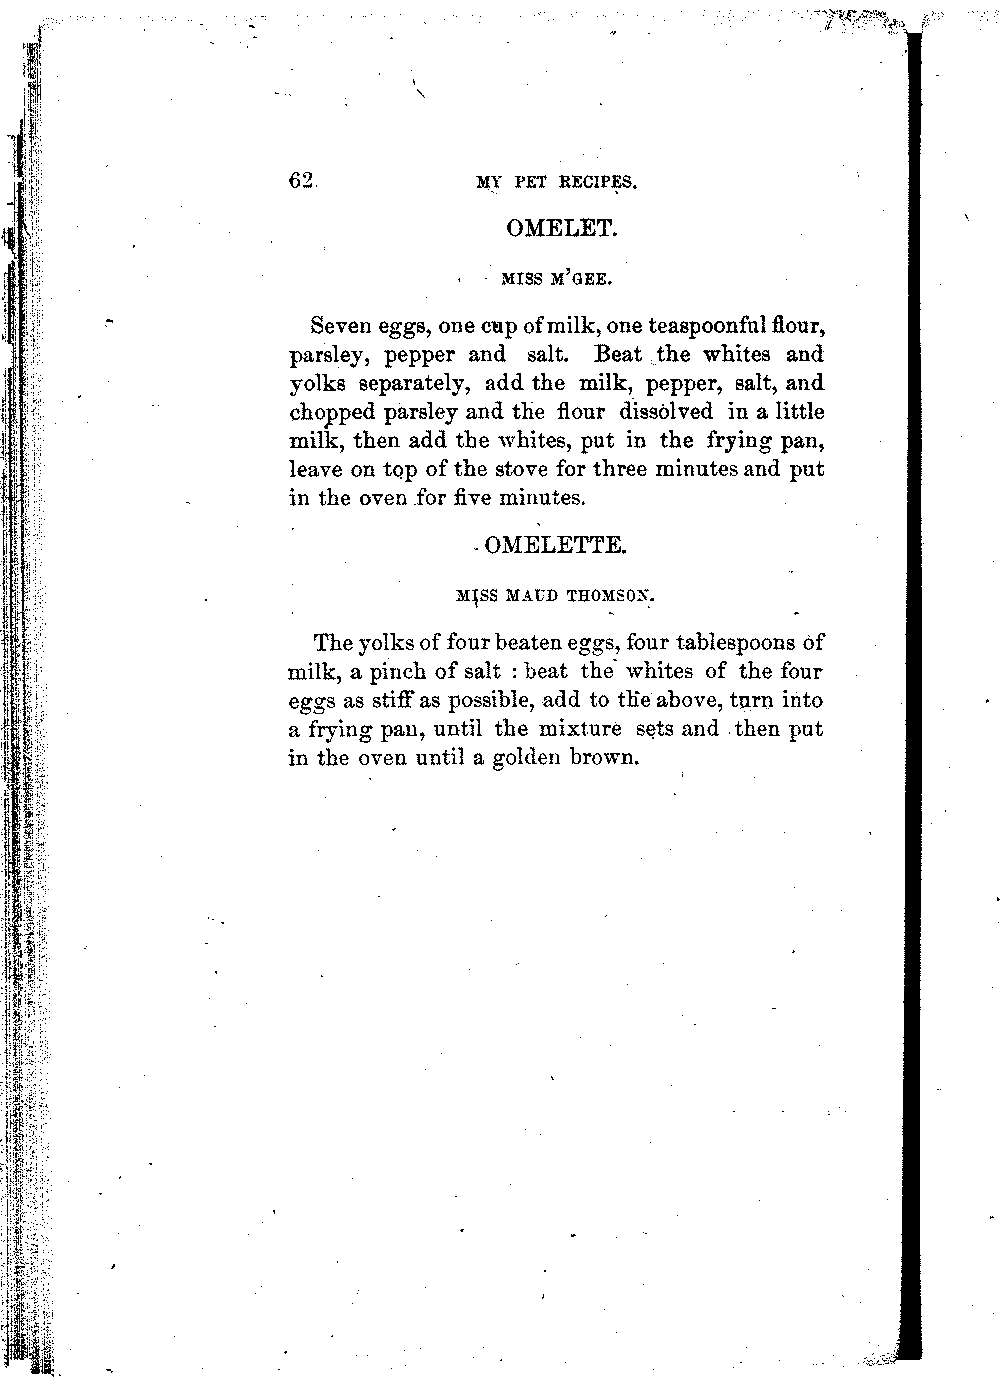 62 MY PET RECIPES.
OMELET.
MISS M'GEE.
Seven eggs, one cup of milk, one teaspoonful flour,
parsley, pepper and salt. Beat the whites and
yolks separately, add the milk, pepper, salt, and
chopped parsley and the flour dissolved in a little
milk, then add the whites, put in the frying pan,
leave on top of the stove for three minutes and put
in the oven for five minutes.
OMELETTE.
MISS MAUD THOMSON.
The yolks of four beaten eggs, four tablespoons of
milk, a pinch of salt : beat the whites of the four
eggs as stiff as possible, add to the above, turn into
a frying pan, until the mixture sets and then put
in the oven until a golden brown.